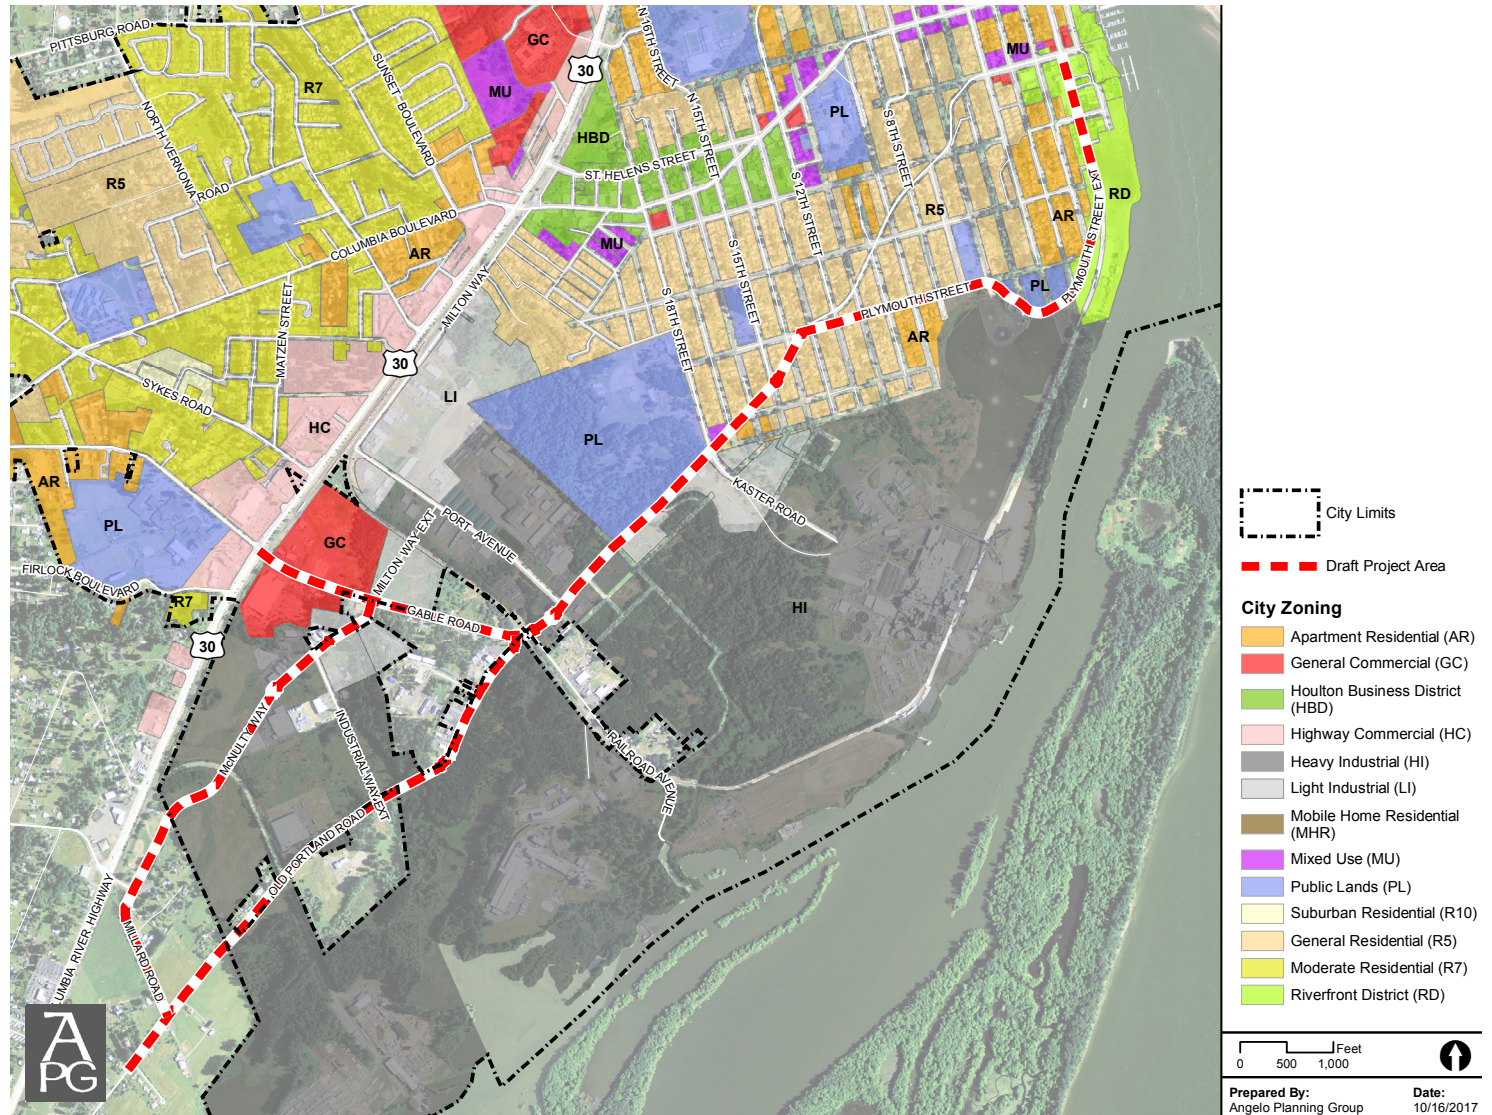 PITTSBURG ROAD
NORTH VERNONIA
ROAD
SUNSET BOULEVARD
R7
GC
MU
30
HBD
N 16TH STREET
N 15TH STREET
ST. HELENS STREET
S 12TH STREET
S 8TH STREET
PL
MU
RD
AR
R5
R5
COLUMBIA BOULEVARD
AR
MU
MILTON WAY
S 18TH STREET
S 15TH STREET
PLYMOUTH STREET
PL
PLYMOUTH STREET EXT
AR
MATZEN STREET
SYKES ROAD
30
LI
HC
PL
AR
PL
FIRLOCK BOULEVARD
R7
30
GC
MILTON WAY EXT
PORT AVENUE
KASTER ROAD
GABLE ROAD
HI
McNULTY WAY
INDUSTRIAL WAY EXT
RAILROAD AVENUE
OLD PORTLAND ROAD
LUMBIA RIVER HIGHWAY
MILLARD ROAD
A
PG
City Limits
Draft Project Area
City Zoning
Apartment Residential (AR)
General Commercial (GC)
Houlton Business District
(HBD)
Highway Commercial (HC)
Heavy Industrial (HI)
Light Industrial (LI)
Mobile Home Residential
(MHR)
Mixed Use (MU)
Public Lands (PL)
Suburban Residential (R10)
General Residential (R5)
Moderate Residential (R7)
Riverfront District (RD)
Feet
0 500 1,000
Prepared By: Date:
Angelo Planning Group 10/16/2017